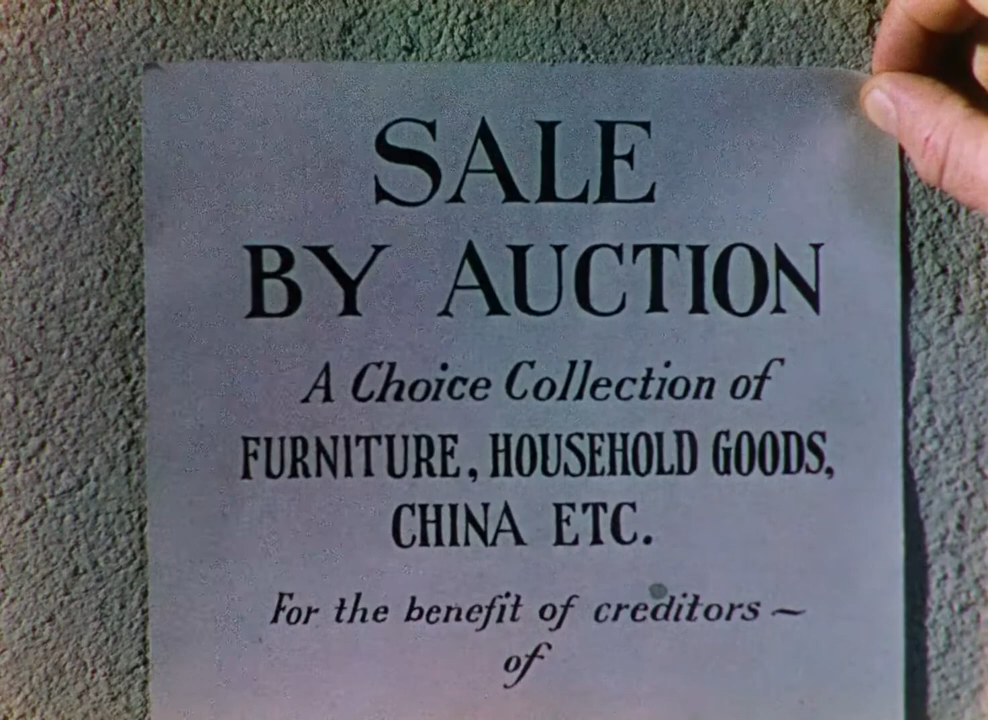 SALE
BY AUCTION
A Choice Collection of
FURNITURE, HOUSEHOLD GOODS,
CHINA ETC.
For the benefit of creditors ~
of